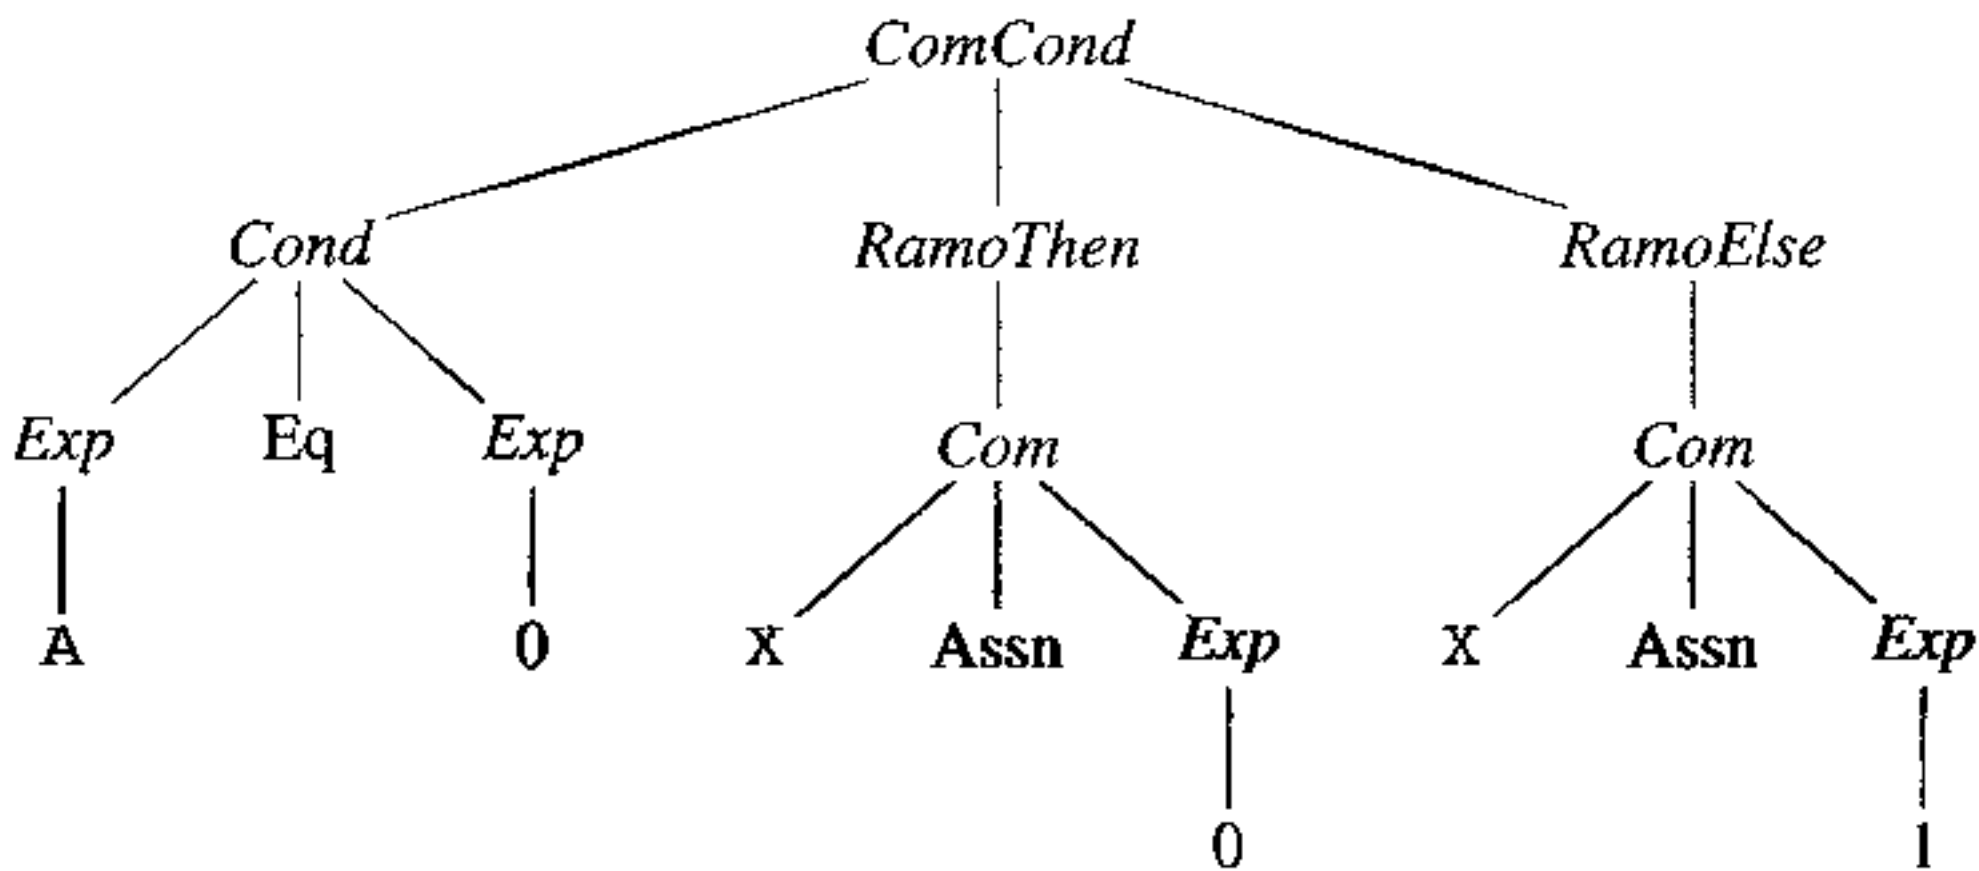 ComCond
Cond RamoThen RamoElse
Exp Eq Exp Com Com
A 0 X Assn Exp X Assn Exp
0 1